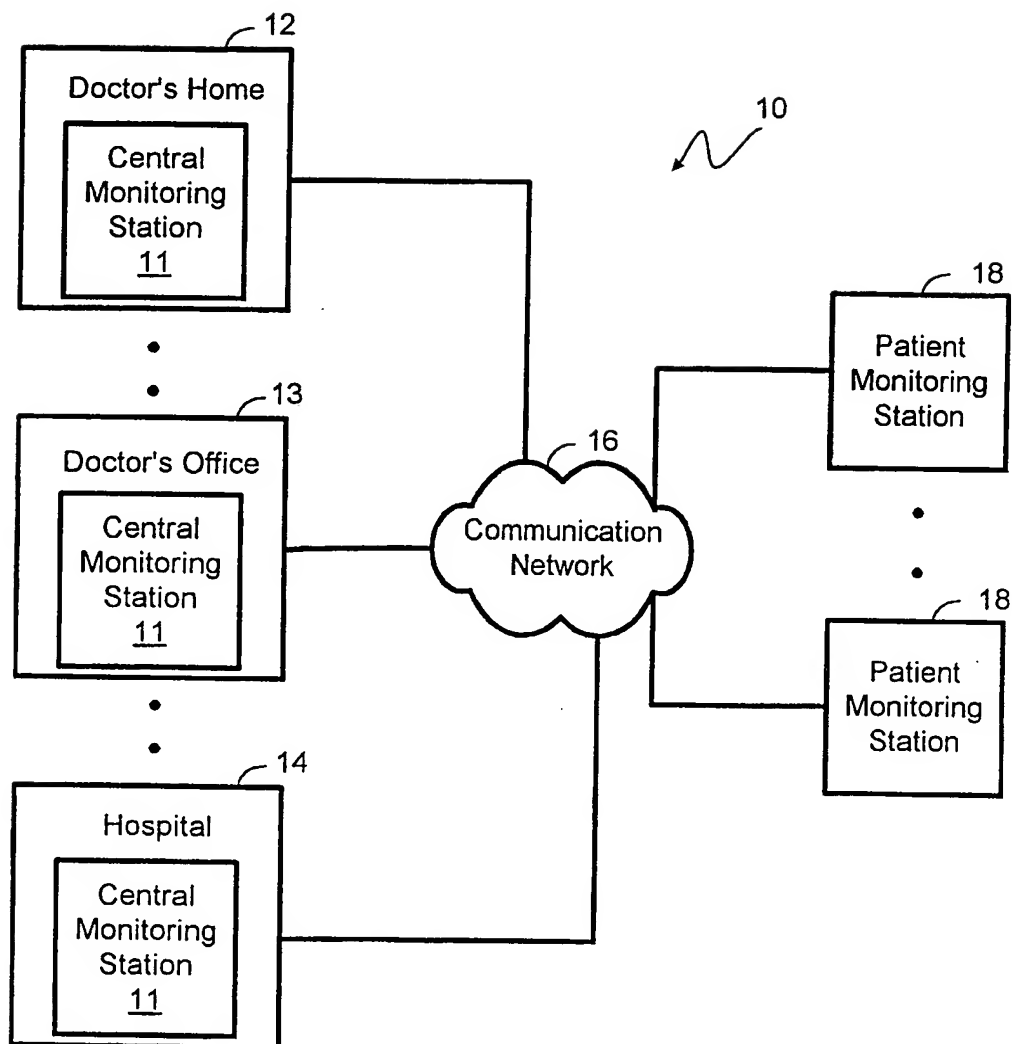 12
Doctor's Home
Central
Monitoring
Station
11
10
13
Doctor's Office
Central
Monitoring
Station
11
14
Hospital
Central
Monitoring
Station
11
16
Communication
Network
18
Patient
Monitoring
Station
18
Patient
Monitoring
Station